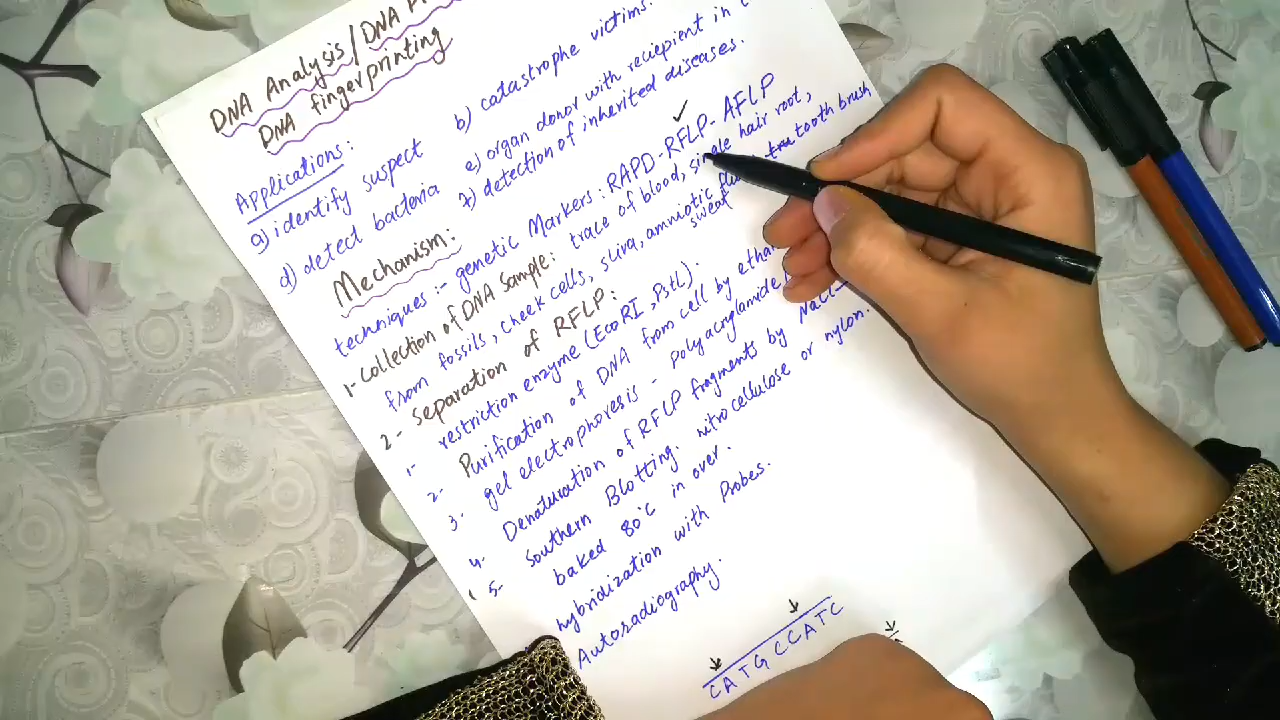 DNA Analysis / DNA
DNA fingerprinting
Applications:
a) identify suspect b) catastrophe victims.
d) detect bacteria e) organ donor with reciepient in
7) detection of inherited diseases.
Mechanism:
techniques :- genetic Markers : RAPD - RFLP - AFLP
1- Collection of DNA Sample: trace of blood, single hair root,
from fossils, cheek cells, slira, amniotic tooth brush
sweat
2- Separation of RFLP:
1- restriction enzyme (EcoRI, PstL).
2- Purification of DNA from cell by
3- gel electrophoresis - polyacrylamide
4- Denaturation of RFLP fragments by
5- Southern Blotting. nitrocellulose or nylon.
baked 80°C in over.
hybridization with Probes.
Autoradiography.
CATGCCATC